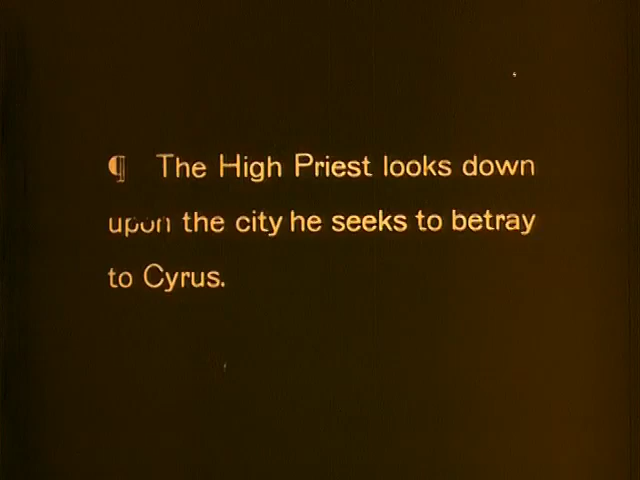 ¶ The High Priest looks down
upon the city he seeks to betray
to Cyrus.